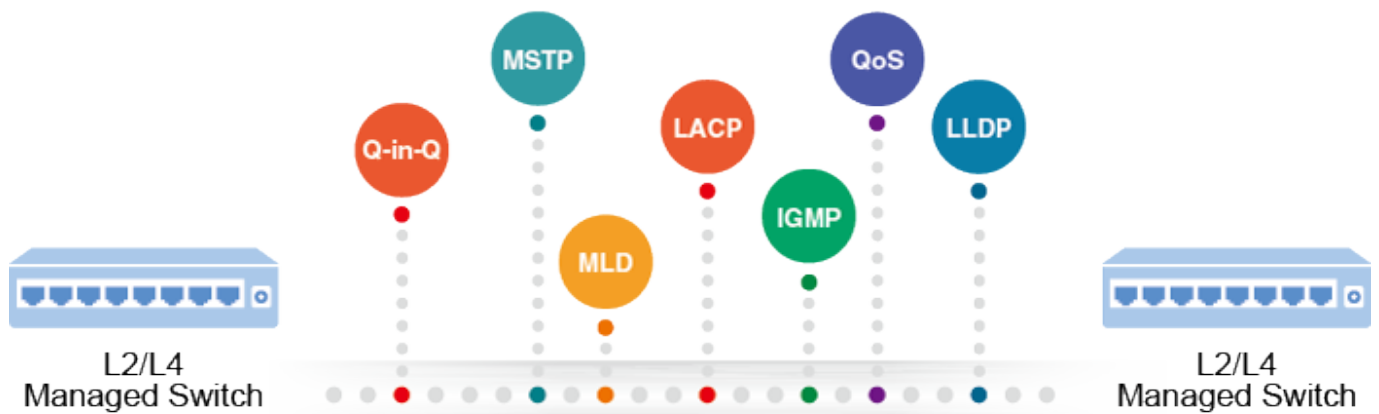 MSTP
QoS
LACP
LLDP
Q-in-Q
IGMP
MLD
L2/L4
Managed Switch
L2/L4
Managed Switch